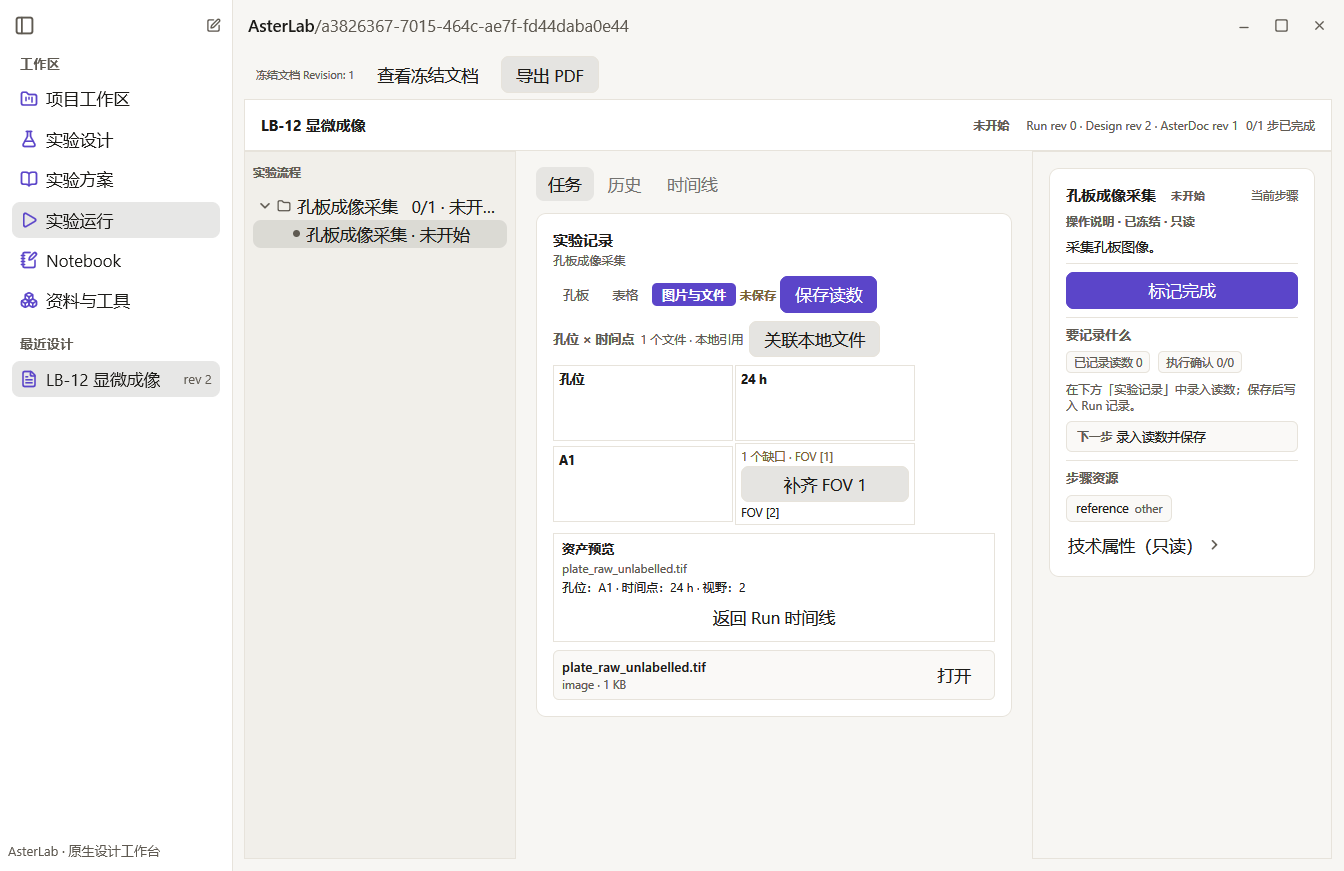 AsterLab/a3826367-7015-464c-ae7f-fd44daba0e44
工作区
项目工作区
实验设计
实验方案
实验运行
Notebook
资料与工具
最近设计
LB-12 显微成像 rev 2
AsterLab · 原生设计工作台
冻结文档 Revision: 1 查看冻结文档 导出 PDF
LB-12 显微成像 未开始 Run rev 0 · Design rev 2 · AsterDoc rev 1 0/1 步已完成
实验流程
孔板成像采集 0/1 · 未开...
孔板成像采集 · 未开始
任务 历史 时间线
实验记录
孔板成像采集
孔板 表格 图片与文件 未保存 保存读数
孔位 × 时间点 1 个文件 · 本地引用 关联本地文件
孔位 24 h
A1 1 个缺口 · FOV [1]
补齐 FOV 1
FOV [2]
资产预览
plate_raw_unlabelled.tif
孔位：A1 · 时间点：24 h · 视野：2
返回 Run 时间线
plate_raw_unlabelled.tif
image · 1 KB
打开
孔板成像采集 未开始 当前步骤
操作说明 · 已冻结 · 只读
采集孔板图像。
标记完成
要记录什么
已记录读数 0 执行确认 0/0
在下方「实验记录」中录入读数；保存后写
入 Run 记录。
下一步 录入读数并保存
步骤资源
reference other
技术属性（只读）